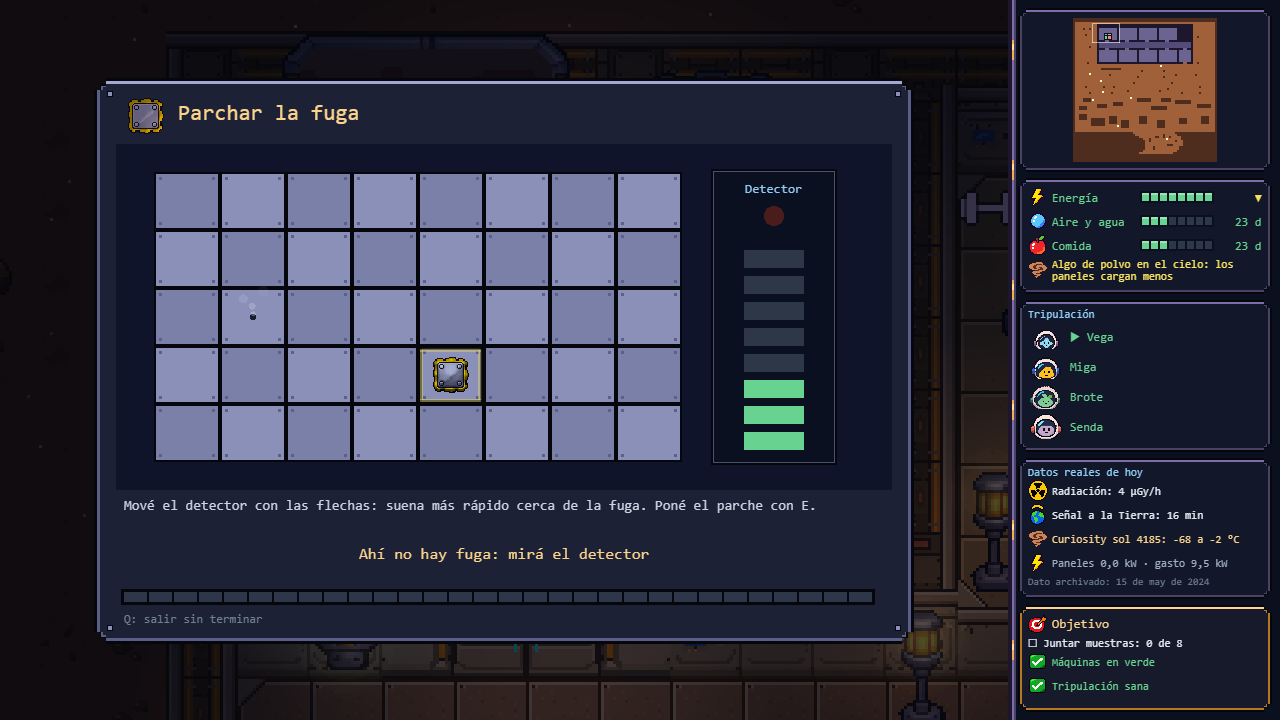 Parchar la fuga
Detector
Mové el detector con las flechas: suena más rápido cerca de la fuga. Poné el parche con E.
Ahí no hay fuga: mirá el detector
Q: salir sin terminar
Energía
Aire y agua 23 d
Comida 23 d
Algo de polvo en el cielo: los
paneles cargan menos
Tripulación
Vega
Miga
Brote
Senda
Datos reales de hoy
Radiación: 4 µGy/h
Señal a la Tierra: 16 min
Curiosity sol 4185: -68 a -2 °C
Paneles 0,0 kW · gasto 9,5 kW
Dato archivado: 15 de may de 2024
Objetivo
Juntar muestras: 0 de 8
Máquinas en verde
Tripulación sana